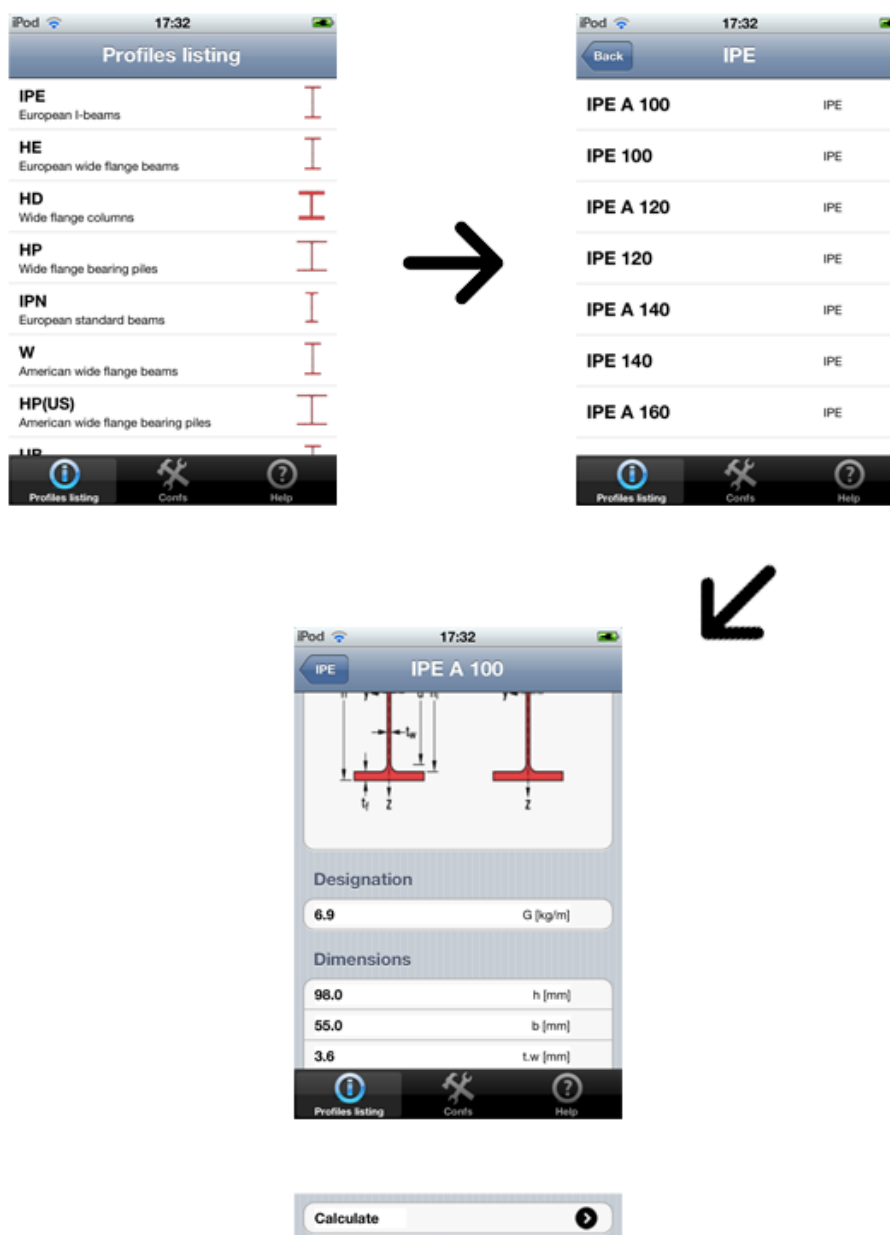 iPod 17:32
Profiles listing
IPE
European I-beams
HE
European wide flange beams
HD
Wide flange columns
HP
Wide flange bearing piles
IPN
European standard beams
W
American wide flange beams
HP(US)
American wide flange bearing piles
Profiles listing Confs Help
iPod 17:32
Back IPE
IPE A 100 IPE
IPE 100 IPE
IPE A 120 IPE
IPE 120 IPE
IPE A 140 IPE
IPE 140 IPE
IPE A 160 IPE
Profiles listing Confs Help
iPod 17:32
IPE IPE A 100
tw
tf z z
Designation
6.9 G [kg/m]
Dimensions
98.0 h [mm]
55.0 b [mm]
3.6 t.w [mm]
Profiles listing Confs Help
Calculate